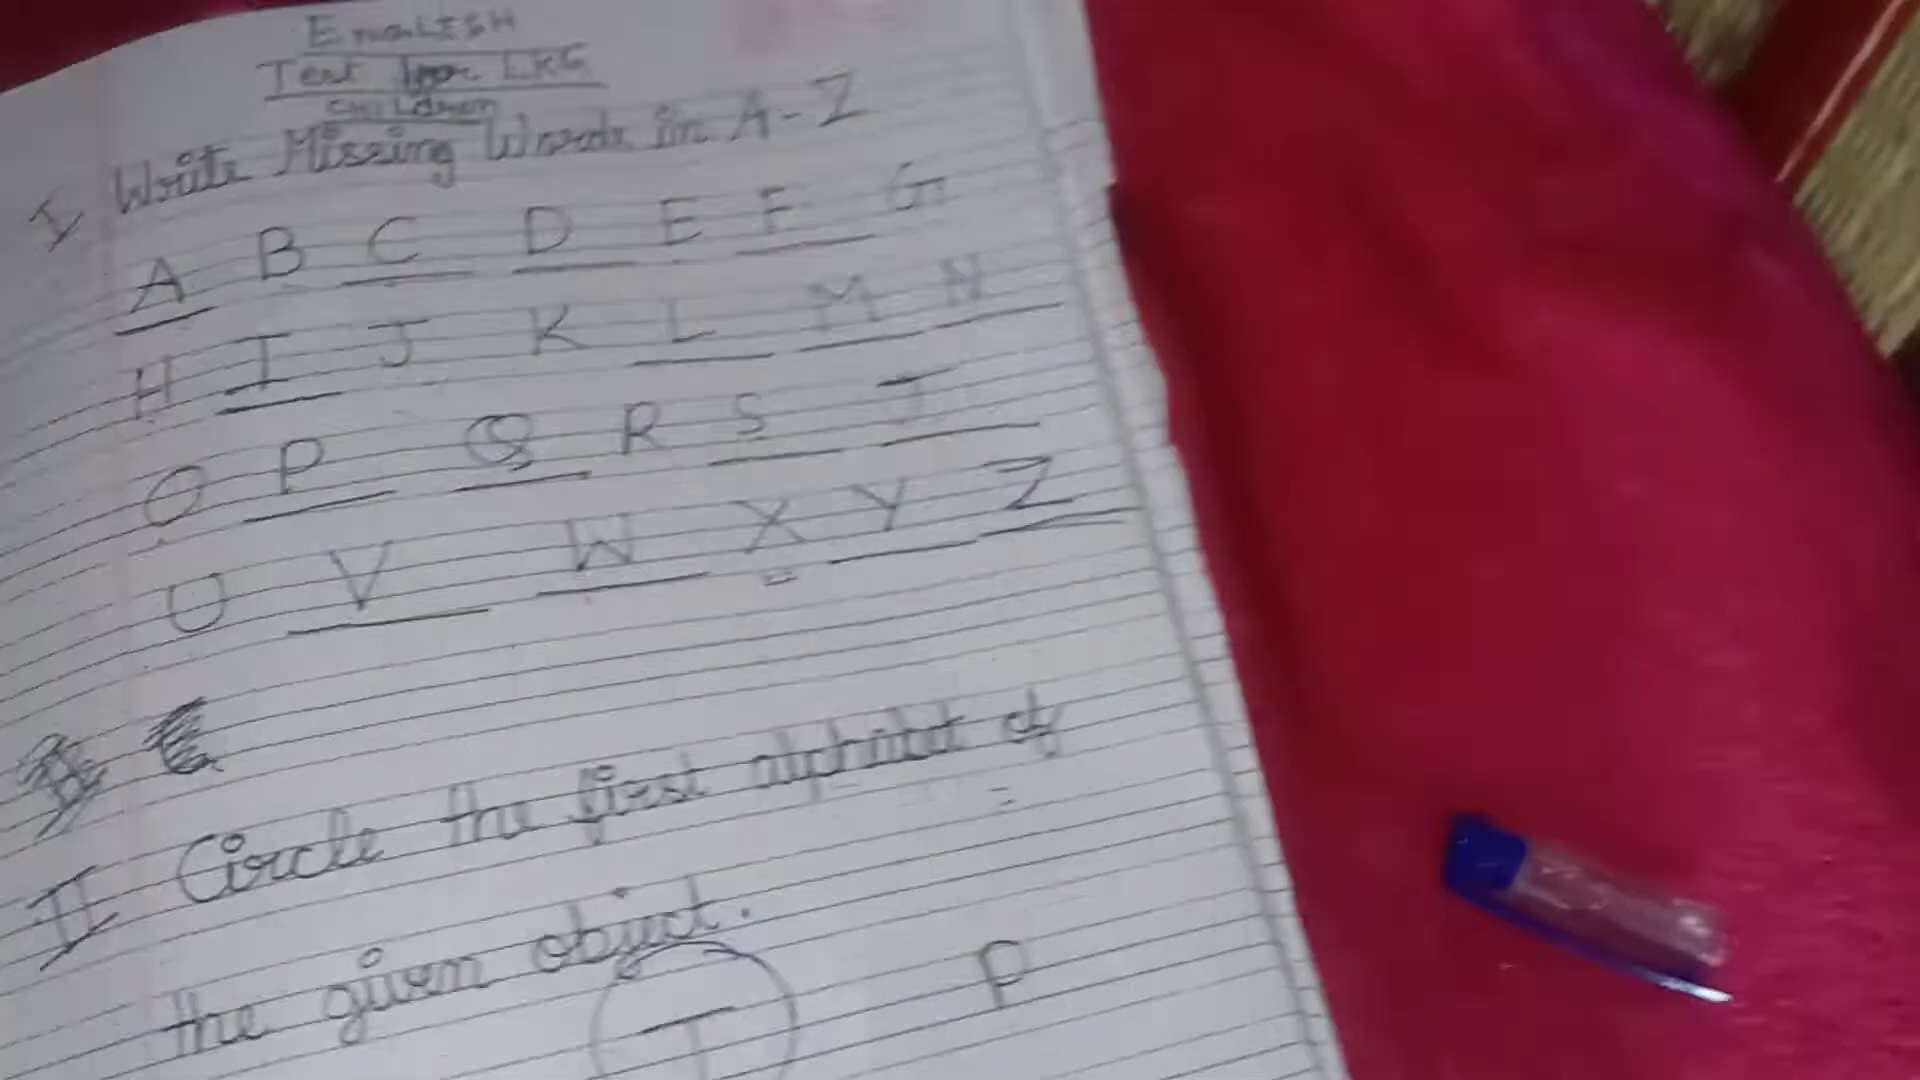 ENGLISH
Test for LKG
children
I Write Missing Words in A-Z
A B C D E F G
H I J K L M N
O P Q R S T
U V W X Y Z
II Circle the first alphabet of
the given object.
T P